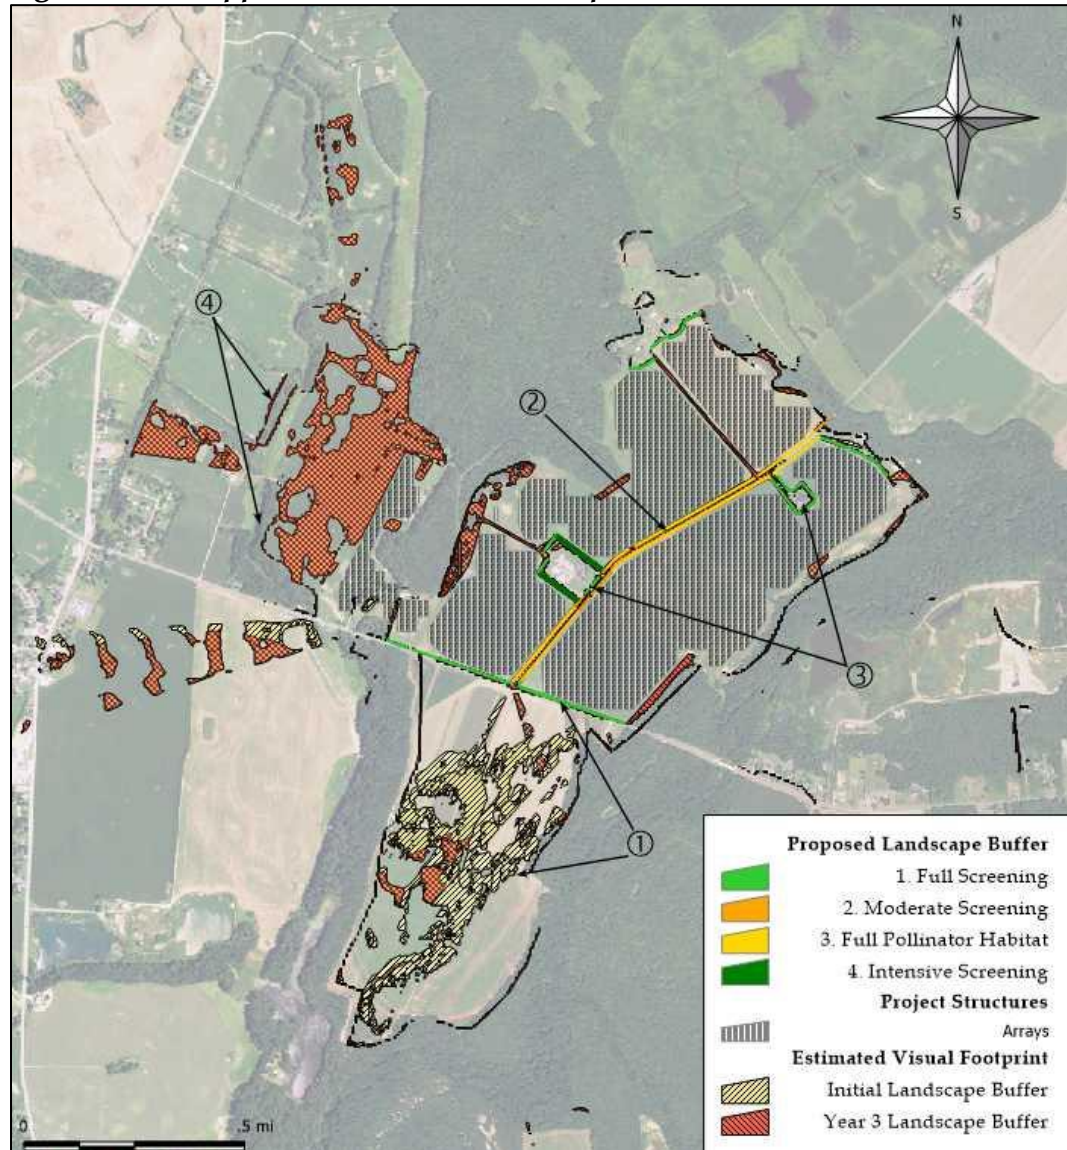 N
S
④
②
③
①
0
.5 mi
Proposed Landscape Buffer
1. Full Screening
2. Moderate Screening
3. Full Pollinator Habitat
4. Intensive Screening
Project Structures
Arrays
Estimated Visual Footprint
Initial Landscape Buffer
Year 3 Landscape Buffer